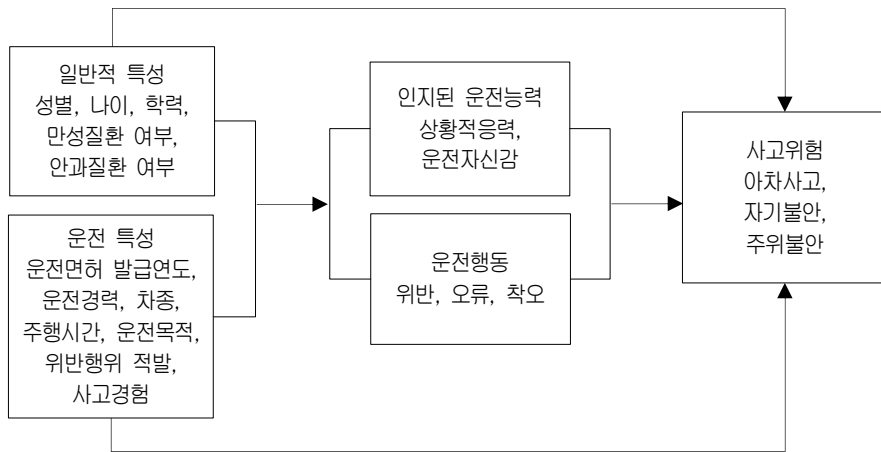 일반적 특성
성별, 나이, 학력,
만성질환 여부,
안과질환 여부
운전 특성
운전면허 발급연도,
운전경력, 차종,
주행시간, 운전목적,
위반행위 적발,
사고경험
인지된 운전능력
상황적응력,
운전자신감
운전행동
위반, 오류, 착오
사고위험
아차사고,
자기불안,
주위불안